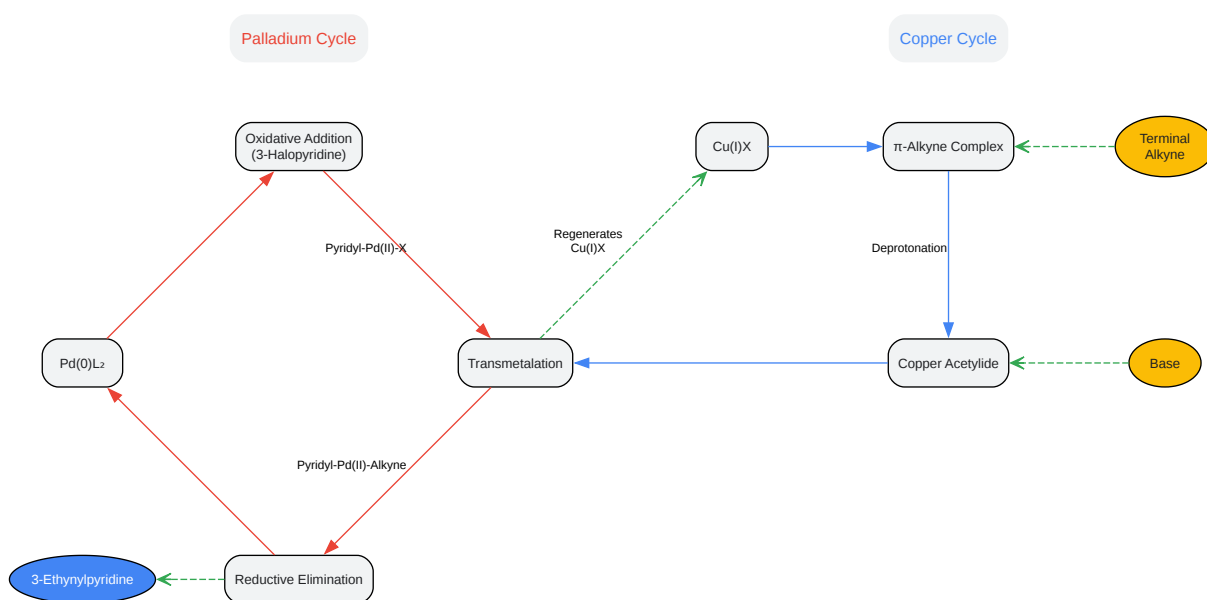 Palladium Cycle
Copper Cycle
Oxidative Addition
(3-Halopyridine)
Cu(I)X
π-Alkyne Complex
Terminal
Alkyne
Pyridyl-Pd(II)-X
Regenerates
Cu(I)X
Deprotonation
Pd(0)L₂
Transmetalation
Copper Acetylide
Base
Pyridyl-Pd(II)-Alkyne
3-Ethynylpyridine
Reductive Elimination